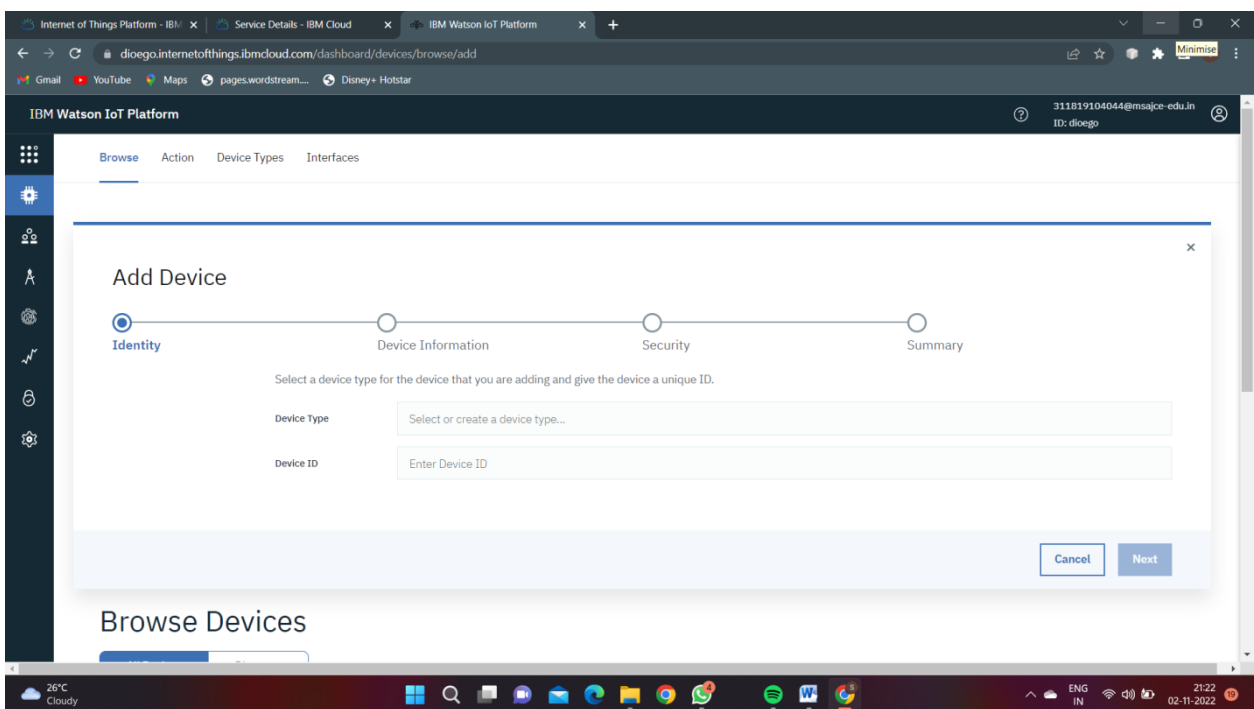 Internet of Things Platform - IBM
Service Details - IBM Cloud
IBM Watson IoT Platform
dioego.internetofthings.ibmcloud.com/dashboard/devices/browse/add
Minimise
Gmail
YouTube
Maps
pages.wordstream....
Disney+ Hotstar
IBM Watson IoT Platform
311819104044@msajce-edu.in
ID: dioego
Browse Action Device Types Interfaces
Add Device
Identity Device Information Security Summary
Select a device type for the device that you are adding and give the device a unique ID.
Device Type Select or create a device type...
Device ID Enter Device ID
Cancel Next
Browse Devices
26°C
Cloudy
4
ENG
IN
21:22
02-11-2022
19